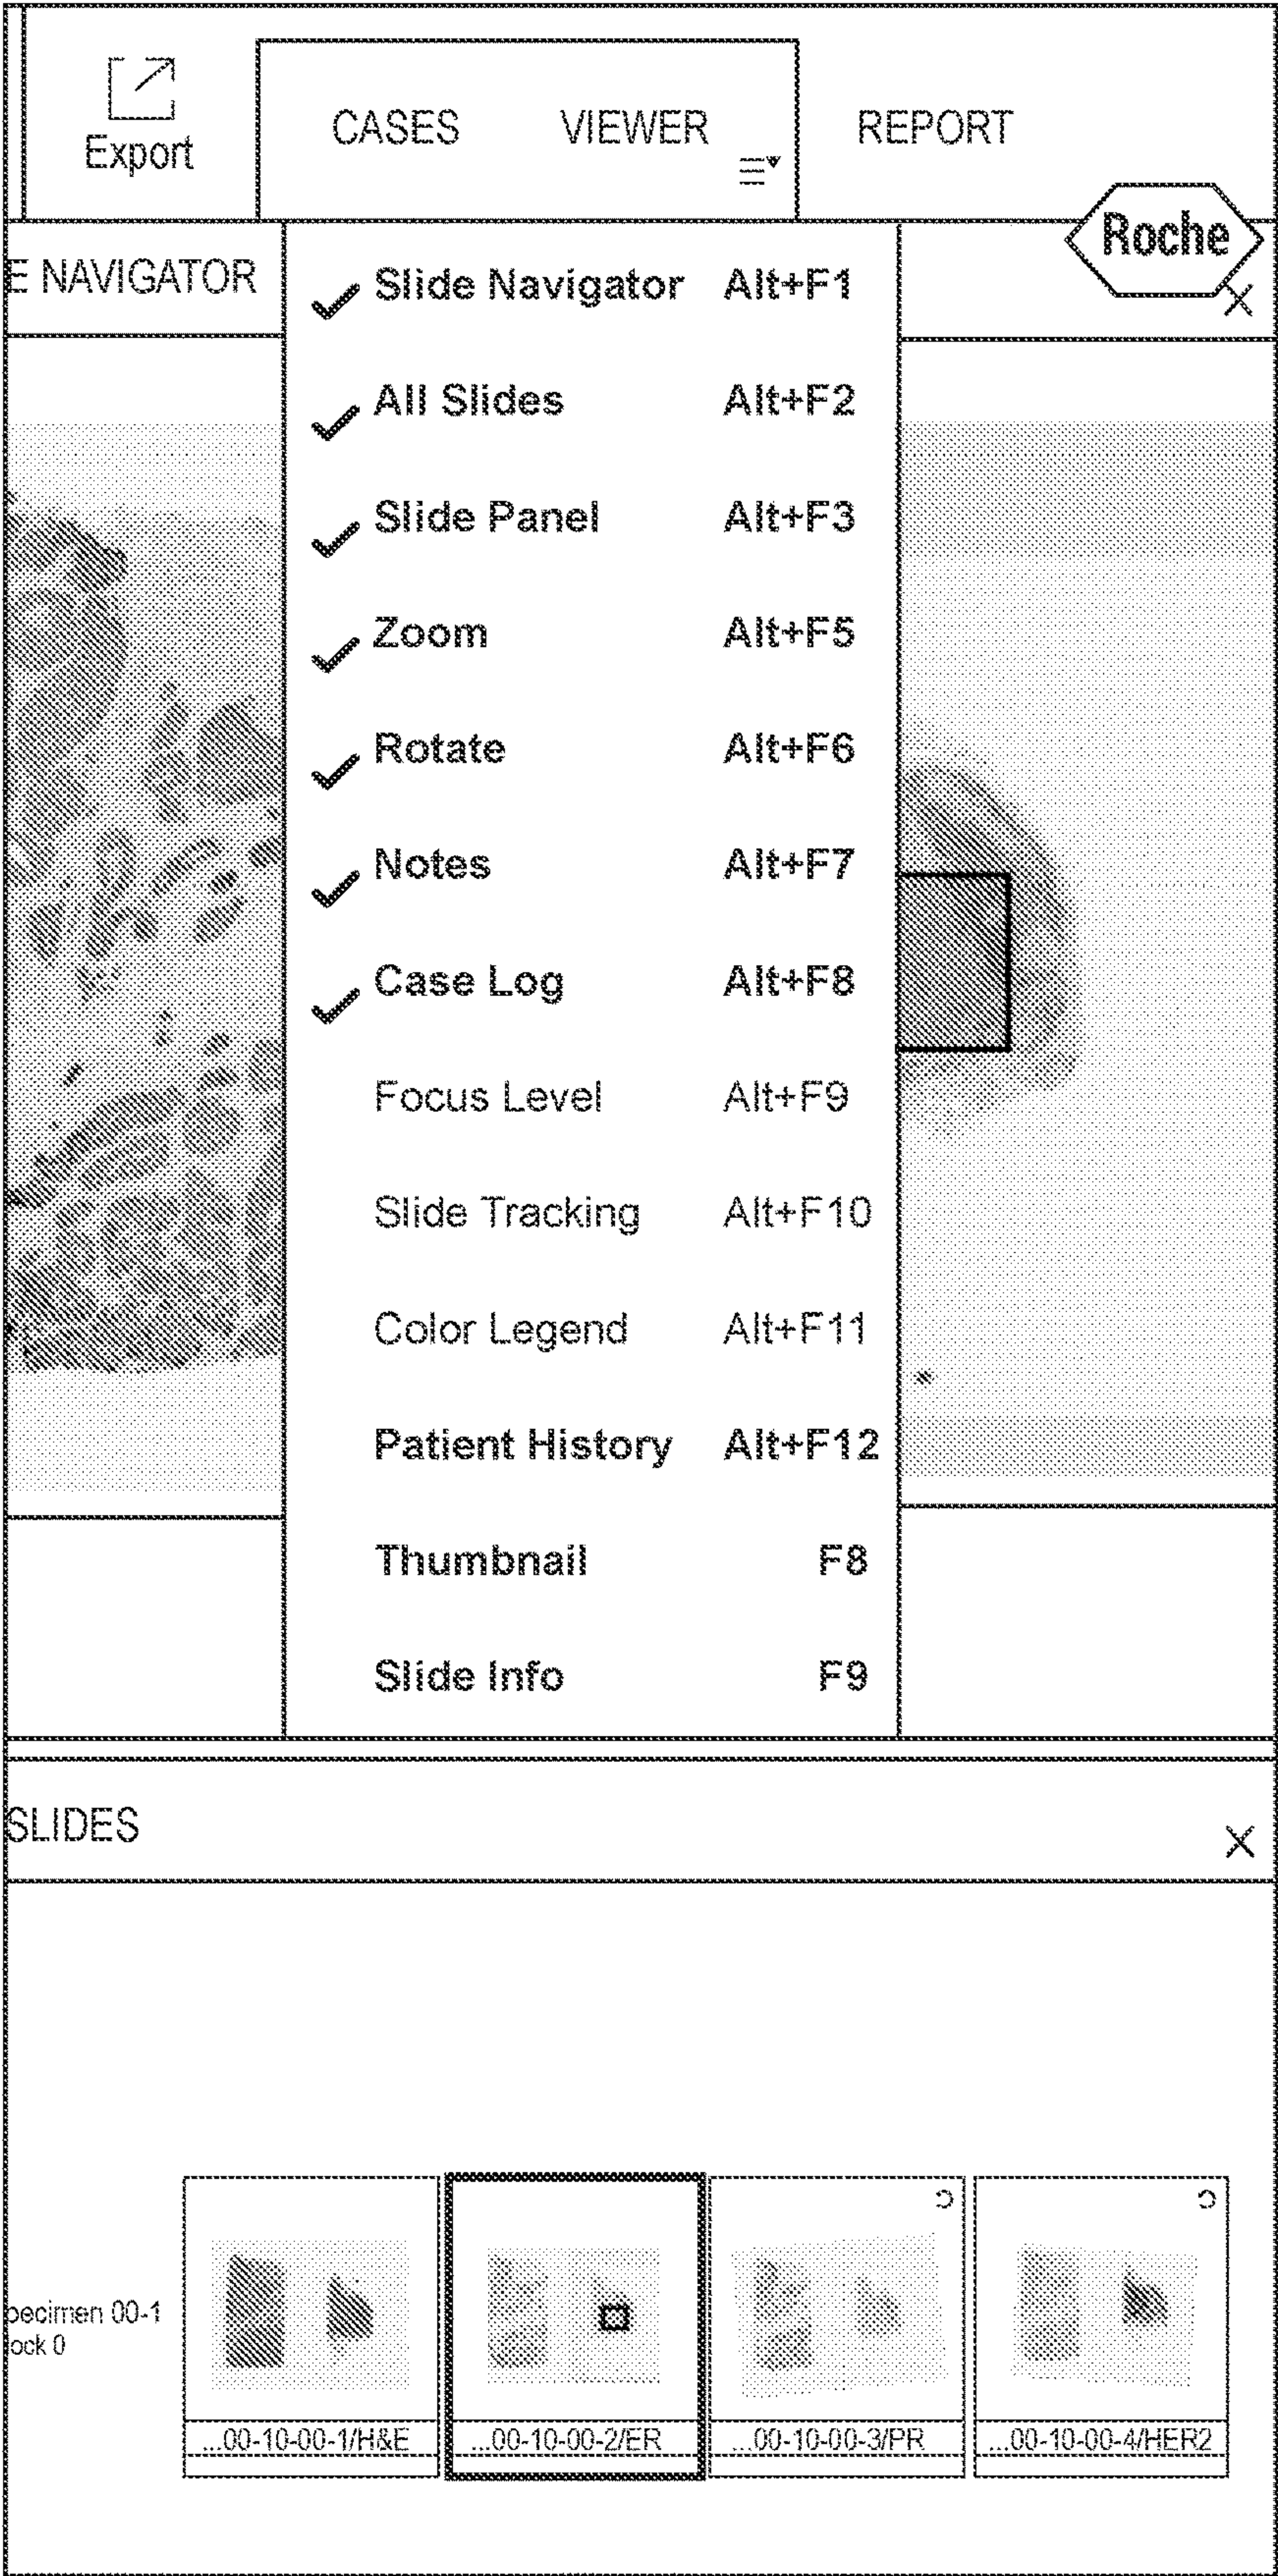 Export
CASES VIEWER REPORT
Roche
E NAVIGATOR
Slide Navigator Alt+F1
All Slides Alt+F2
Slide Panel Alt+F3
Zoom Alt+F5
Rotate Alt+F6
Notes Alt+F7
Case Log Alt+F8
Focus Level Alt+F9
Slide Tracking Alt+F10
Color Legend Alt+F11
Patient History Alt+F12
Thumbnail F8
Slide Info F9
SLIDES
pecimen 00-1
ock 0
...00-10-00-1/H&E
...00-10-00-2/ER
...00-10-00-3/PR
...00-10-00-4/HER2